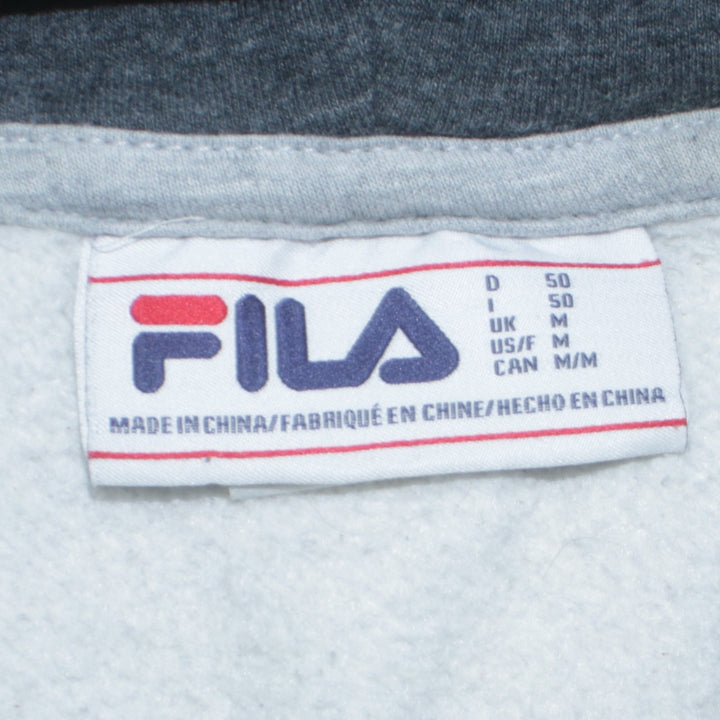 FILA
D 50
I 50
UK M
US/F M
CAN M/M
MADE IN CHINA/FABRIQUÉ EN CHINE/HECHO EN CHINA